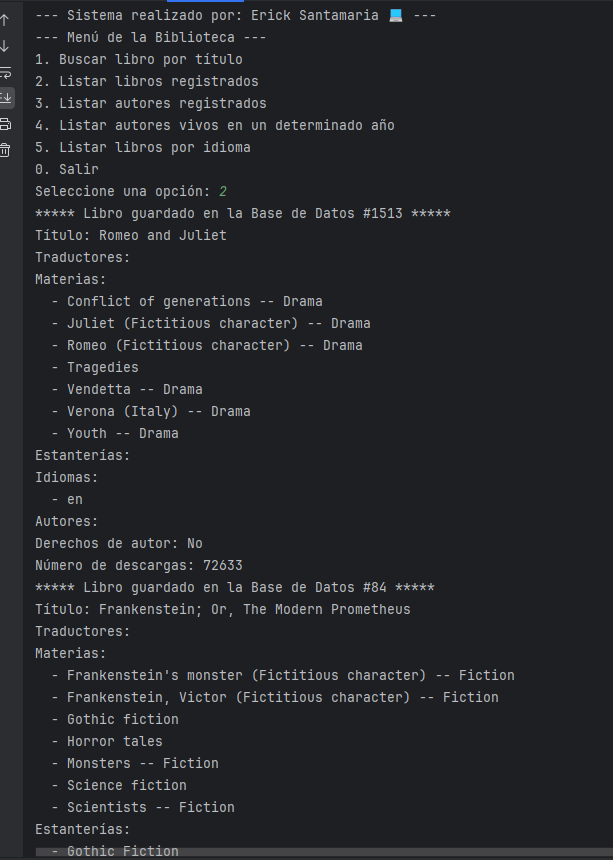 --- Sistema realizado por: Erick Santamaria 💻 ---
--- Menú de la Biblioteca ---
1. Buscar libro por título
2. Listar libros registrados
3. Listar autores registrados
4. Listar autores vivos en un determinado año
5. Listar libros por idioma
0. Salir
Seleccione una opción: 2
***** Libro guardado en la Base de Datos #1513 *****
Título: Romeo and Juliet
Traductores:
Materias:
  - Conflict of generations -- Drama
  - Juliet (Fictitious character) -- Drama
  - Romeo (Fictitious character) -- Drama
  - Tragedies
  - Vendetta -- Drama
  - Verona (Italy) -- Drama
  - Youth -- Drama
Estanterías:
Idiomas:
  - en
Autores:
Derechos de autor: No
Número de descargas: 72633
***** Libro guardado en la Base de Datos #84 *****
Título: Frankenstein; Or, The Modern Prometheus
Traductores:
Materias:
  - Frankenstein's monster (Fictitious character) -- Fiction
  - Frankenstein, Victor (Fictitious character) -- Fiction
  - Gothic fiction
  - Horror tales
  - Monsters -- Fiction
  - Science fiction
  - Scientists -- Fiction
Estanterías:
  - Gothic Fiction